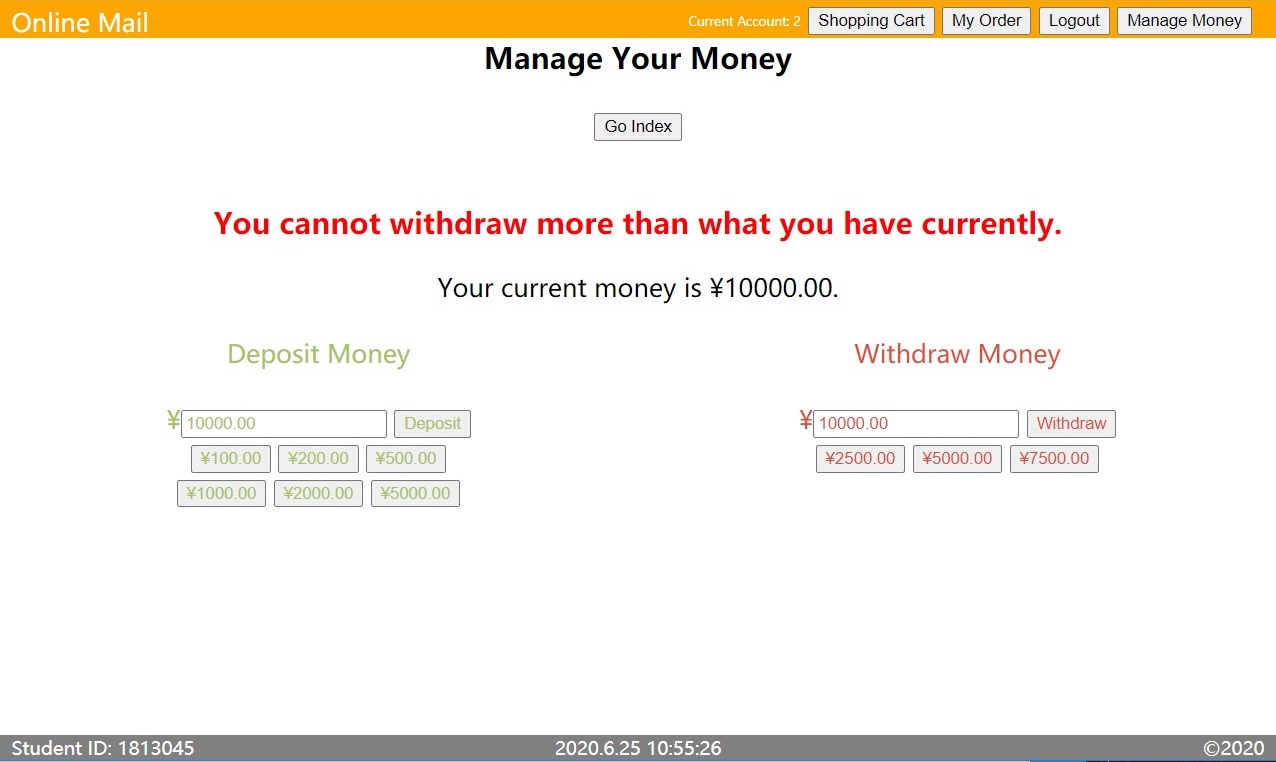 Online Mail Current Account: 2 Shopping Cart My Order Logout Manage Money
Manage Your Money
Go Index
You cannot withdraw more than what you have currently.
Your current money is ¥10000.00.
Deposit Money Withdraw Money
¥10000.00 Deposit ¥10000.00 Withdraw
¥100.00 ¥200.00 ¥500.00 ¥2500.00 ¥5000.00 ¥7500.00
¥1000.00 ¥2000.00 ¥5000.00
Student ID: 1813045 2020.6.25 10:55:26 ©2020